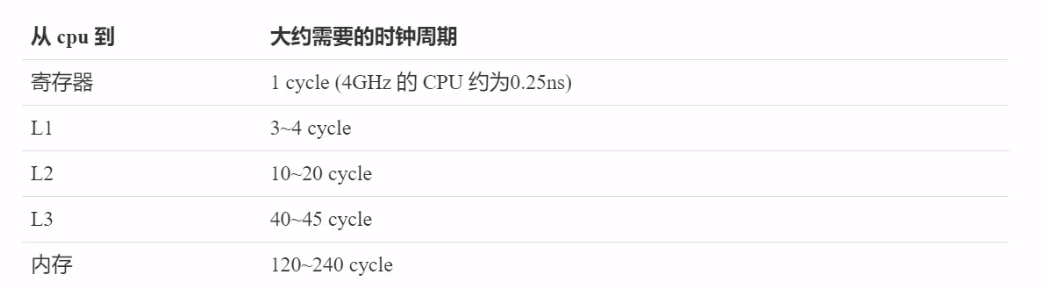 从 cpu 到 大约需要的时钟周期
寄存器 1 cycle (4GHz 的 CPU 约为0.25ns)
L1 3~4 cycle
L2 10~20 cycle
L3 40~45 cycle
内存 120~240 cycle